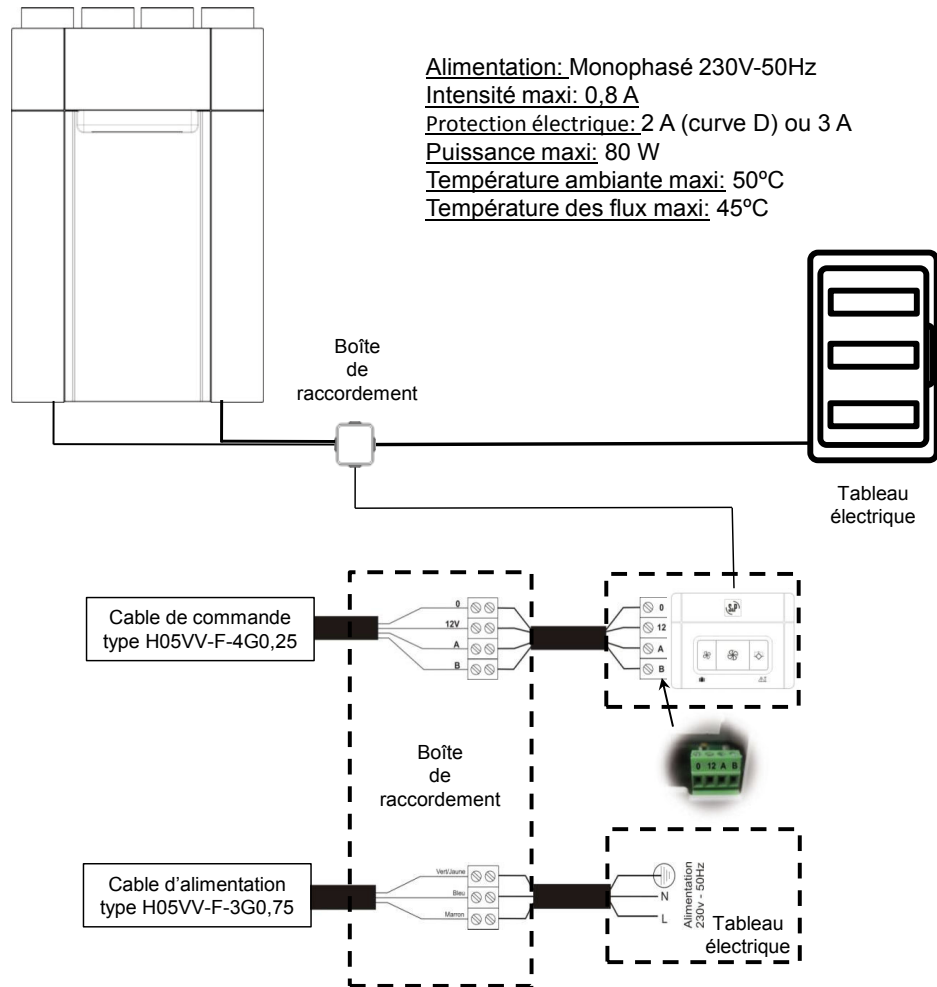 Alimentation: Monophasé 230V-50Hz
Intensité maxi: 0,8 A
Protection électrique: 2 A (curve D) ou 3 A
Puissance maxi: 80 W
Température ambiante maxi: 50ºC
Température des flux maxi: 45ºC
Boîte
de
raccordement
Tableau
électrique
Cable de commande
type H05VV-F-4G0,25
0
12V
A
B
0
12
A
B
0 12 A B
Boîte
de
raccordement
Cable d'alimentation
type H05VV-F-3G0,75
Vert/Jaune
Bleu
Marron
N
L
Alimentation
230v - 50Hz
Tableau
électrique